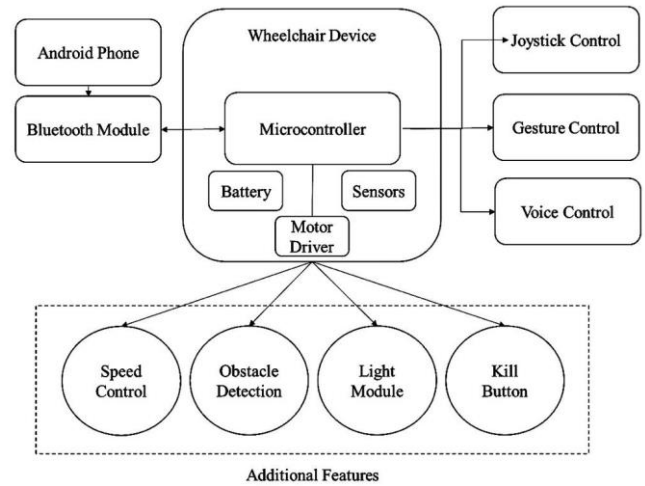 Wheelchair Device
Android Phone
Bluetooth Module
Microcontroller
Battery
Sensors
Motor
Driver
Joystick Control
Gesture Control
Voice Control
Speed
Control
Obstacle
Detection
Light
Module
Kill
Button
Additional Features